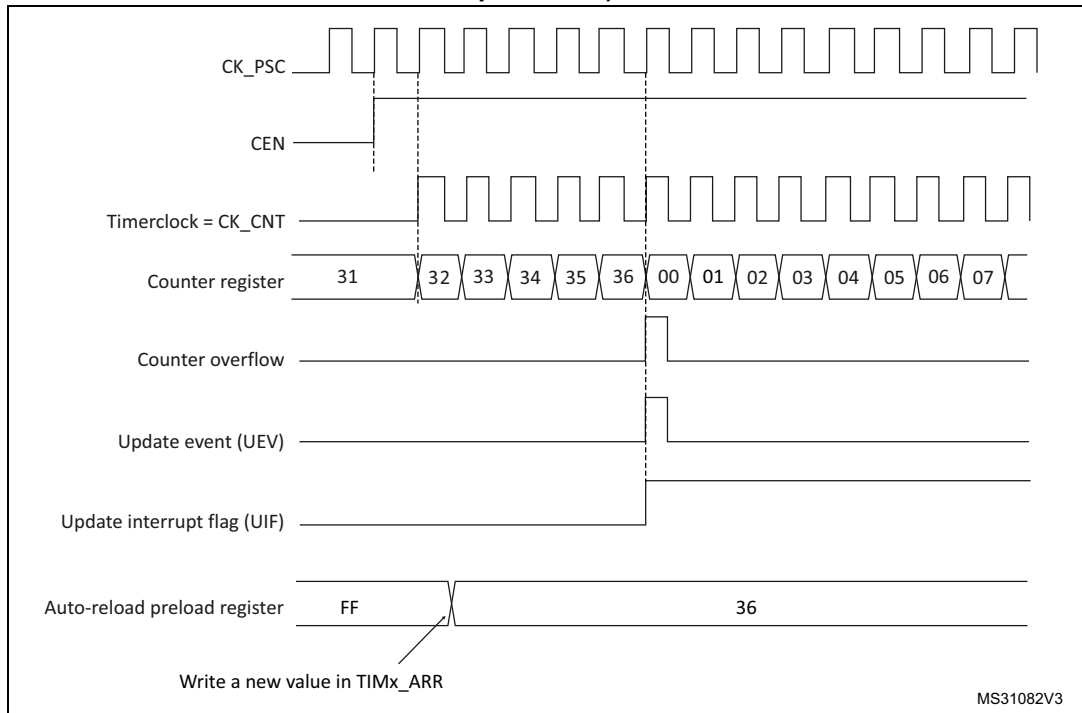 CK_PSC
CEN
Timerclock = CK_CNT
Counter register 31 32 33 34 35 36 00 01 02 03 04 05 06 07
Counter overflow
Update event (UEV)
Update interrupt flag (UIF)
Auto-reload preload register FF 36
Write a new value in TIMx_ARR
MS31082V3